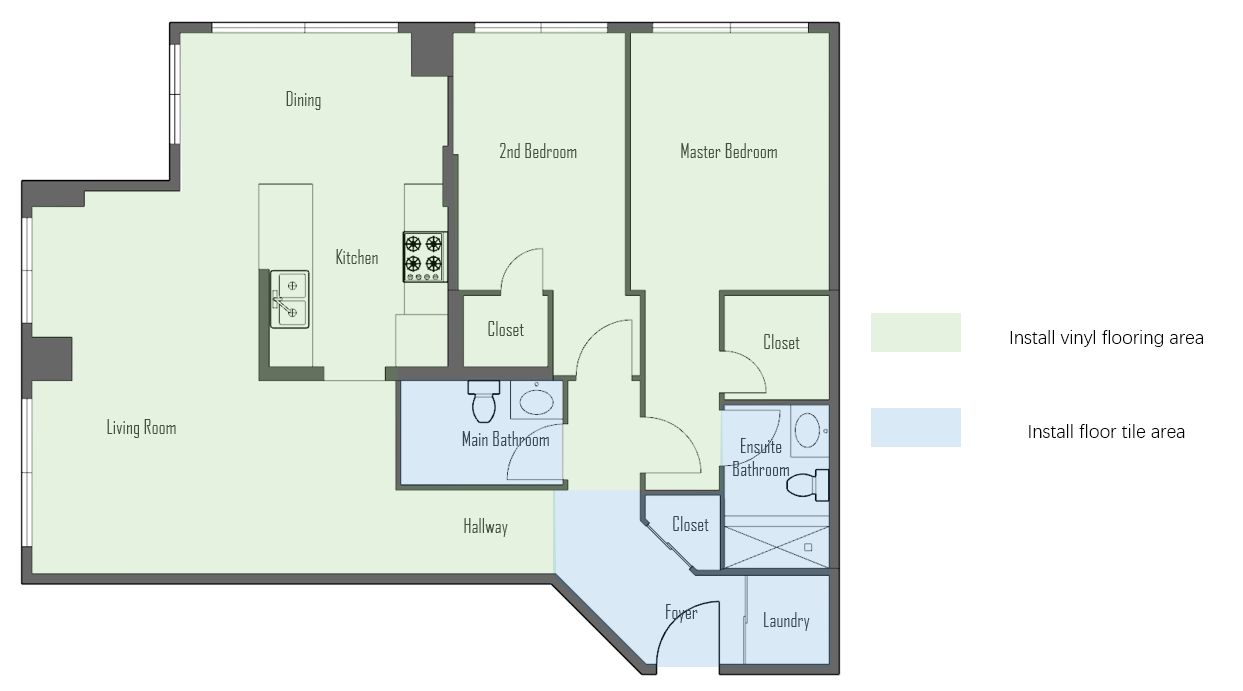 Dining
2nd Bedroom
Master Bedroom
Kitchen
Closet
Closet
Install vinyl flooring area
Living Room
Main Bathroom
Install floor tile area
Ensuite
Bathroom
Hallway
Closet
Foyer
Laundry